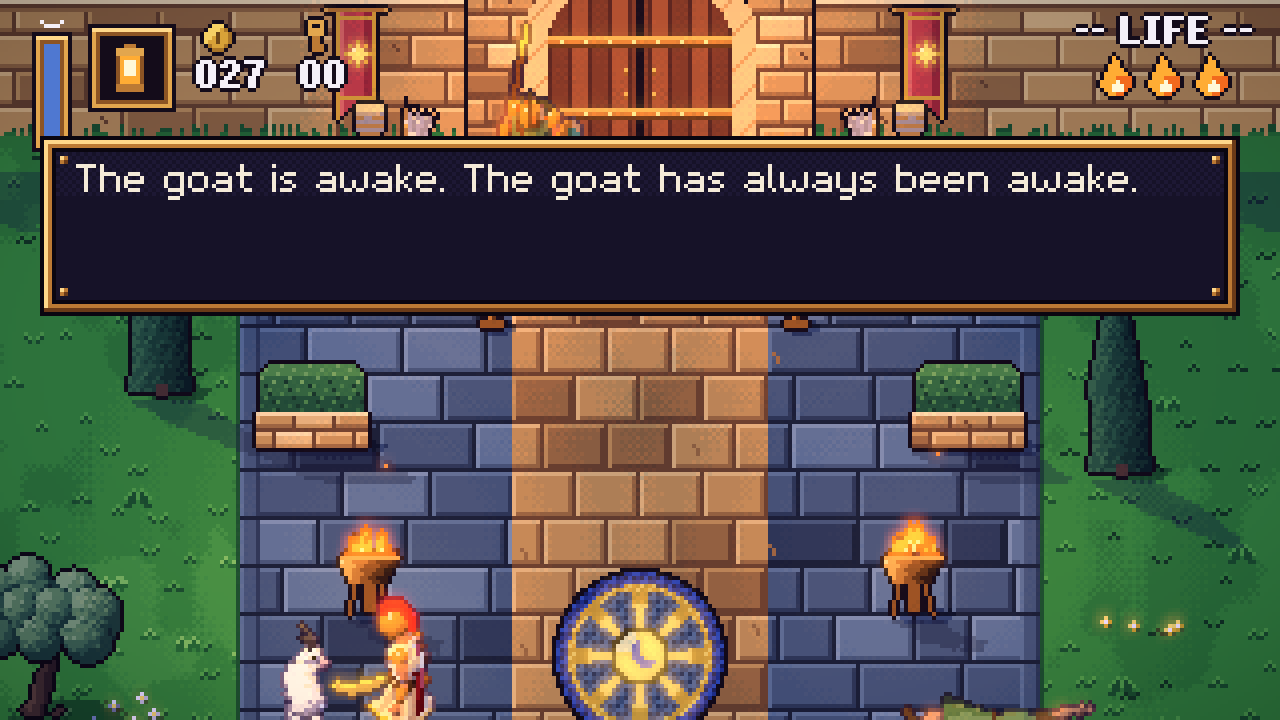 -- LIFE --
027 00
The goat is awake. The goat has always been awake.